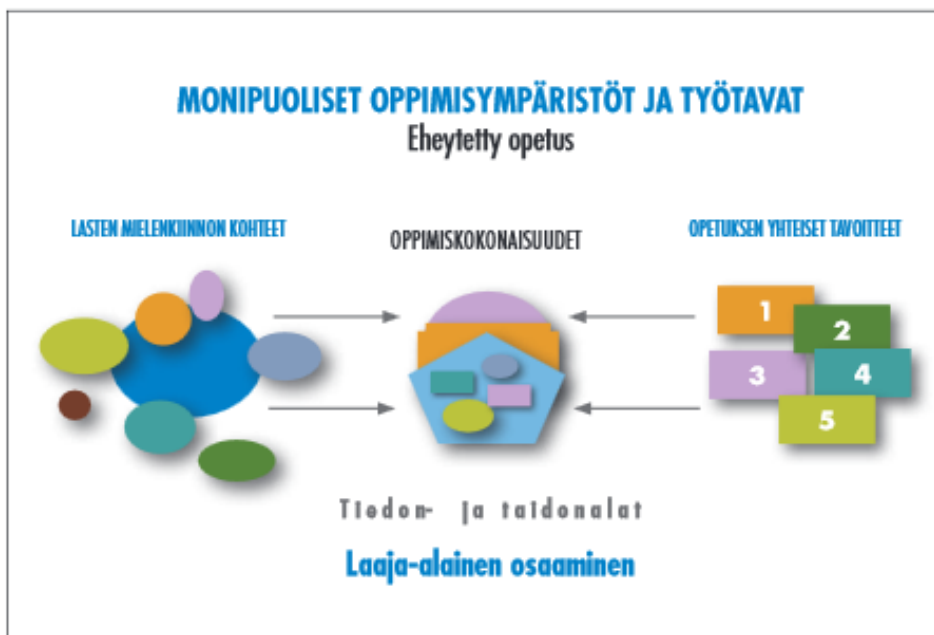 MONIPUOLISET OPPIMISYMPÄRISTÖT JA TYÖTAVAT
Eheytetty opetus
LASTEN MIELENKIINNON KOHTEET
OPPIMISKOKONAISUUDET
OPETUKSEN YHTEISET TAVOITTEET
1
2
3
4
5
Tiedon- ja taidonalat
Laaja-alainen osaaminen